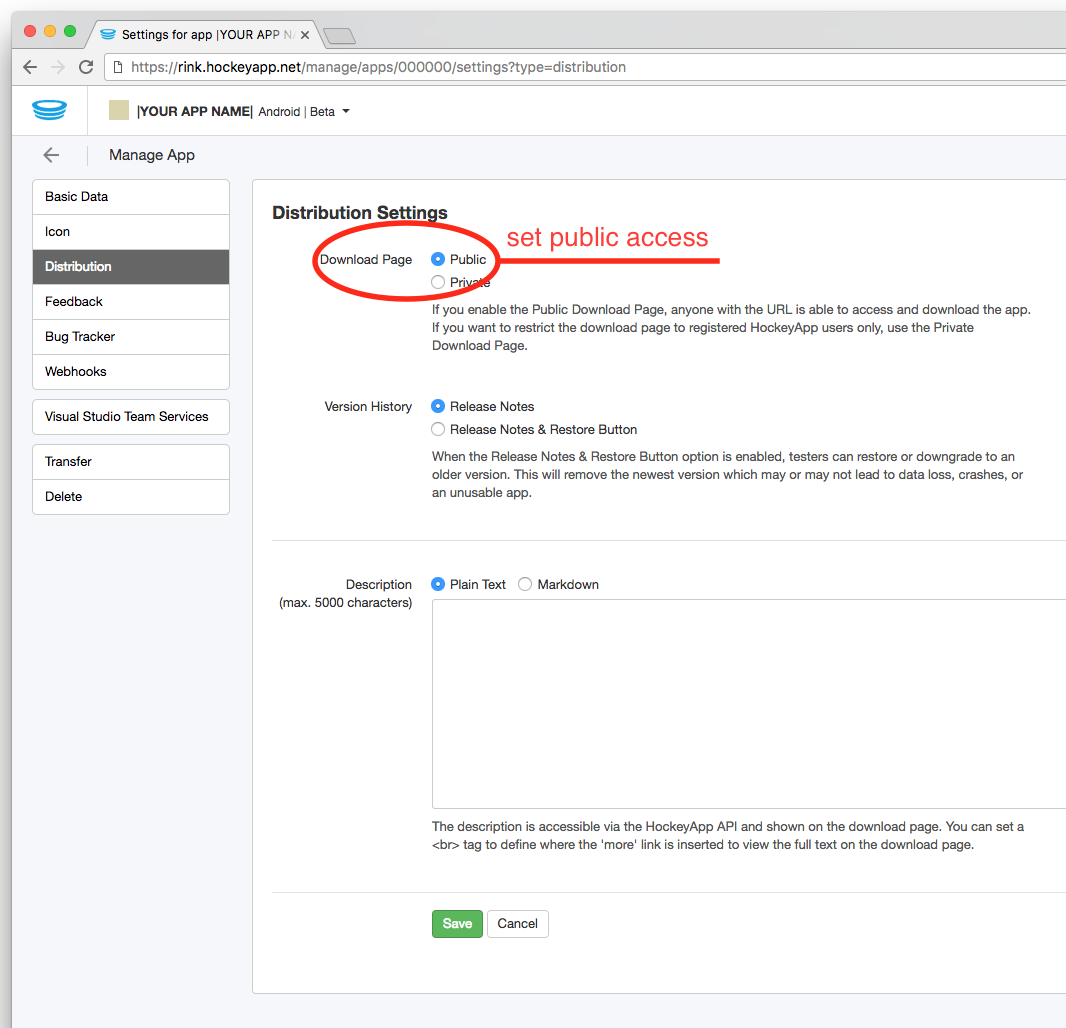 Settings for app |YOUR APP NA
https://rink.hockeyapp.net/manage/apps/000000/settings?type=distribution
|YOUR APP NAME| Android | Beta
Manage App
Basic Data
Icon
Distribution
Feedback
Bug Tracker
Webhooks
Visual Studio Team Services
Transfer
Delete
Distribution Settings
set public access
Download Page
Public
Private
If you enable the Public Download Page, anyone with the URL is able to access and download the app.
If you want to restrict the download page to registered HockeyApp users only, use the Private
Download Page.
Version History
Release Notes
Release Notes & Restore Button
When the Release Notes & Restore Button option is enabled, testers can restore or downgrade to an
older version. This will remove the newest version which may or may not lead to data loss, crashes, or
an unusable app.
Description
(max. 5000 characters)
Plain Text
Markdown
The description is accessible via the HockeyApp API and shown on the download page. You can set a
<br> tag to define where the 'more' link is inserted to view the full text on the download page.
Save
Cancel